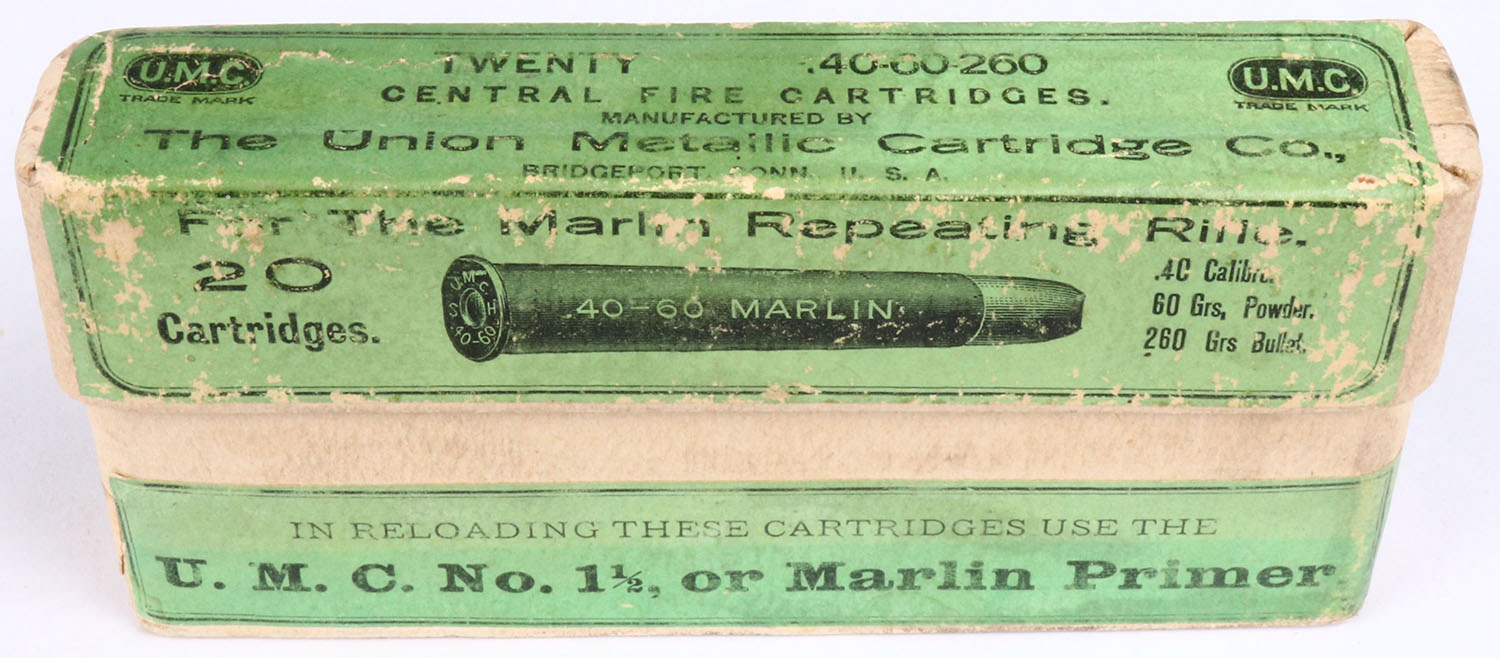 U.M.C. TWENTY .40-60-260 U.M.C.
TRADE MARK CENTRAL FIRE CARTRIDGES. TRADE MARK
MANUFACTURED BY
The Union Metallic Cartridge Co.,
BRIDGEPORT, CONN. U. S. A.
For The Marlin Repeating Rifle.
20
Cartridges.
U M C
S H
40-60
.40-60 MARLIN
.40 Calibre.
60 Grs, Powder.
260 Grs Bullet.
IN RELOADING THESE CARTRIDGES USE THE
U. M. C. No. 1½, or Marlin Primer